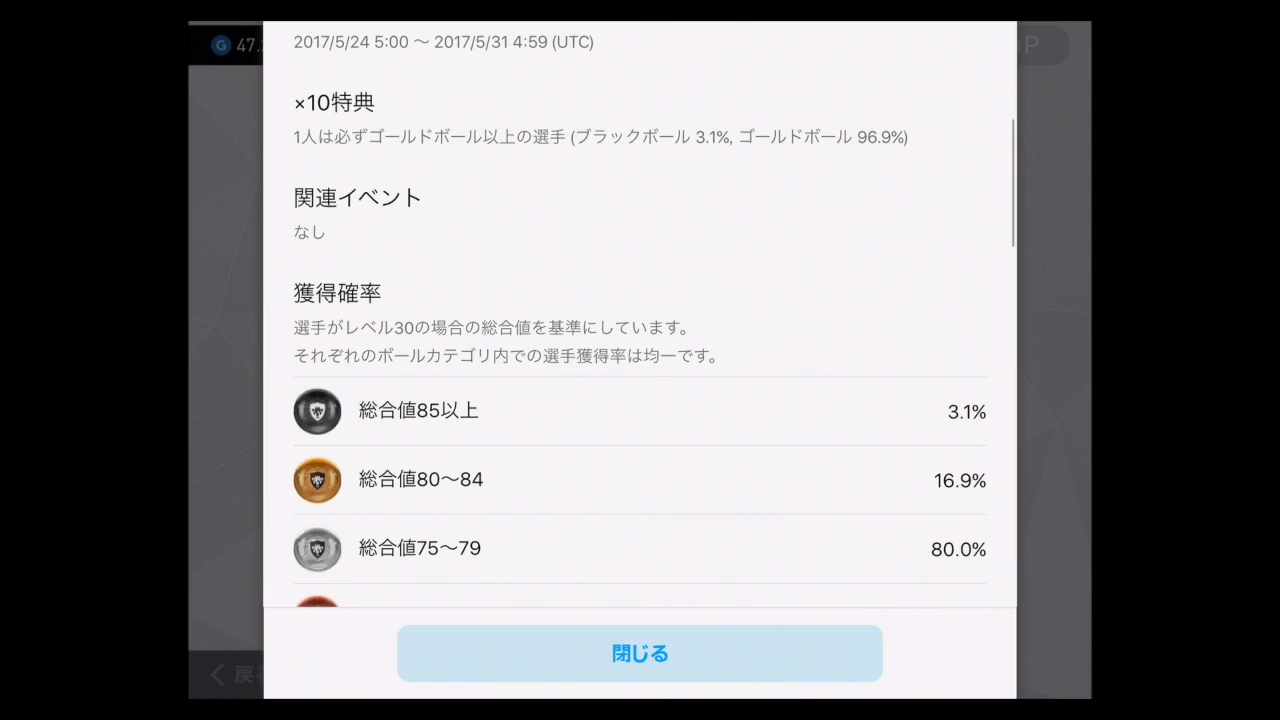 2017/5/24 5:00 〜 2017/5/31 4:59 (UTC)
G 47.
P
×10特典
1人は必ずゴールドボール以上の選手 (ブラックボール 3.1%, ゴールドボール 96.9%)
関連イベント
なし
獲得確率
選手がレベル30の場合の総合値を基準にしています。
それぞれのボールカテゴリ内での選手獲得率は均一です。
総合値85以上 3.1%
総合値80〜84 16.9%
総合値75〜79 80.0%
閉じる
戻